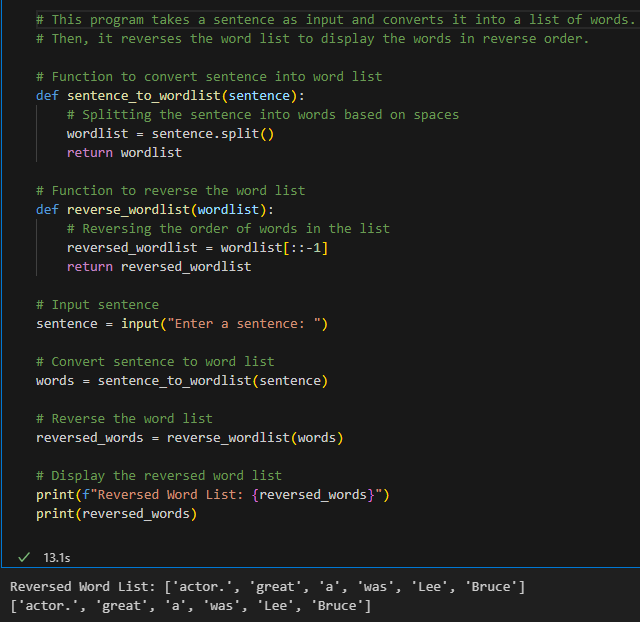 # This program takes a sentence as input and converts it into a list of words.
# Then, it reverses the word list to display the words in reverse order.

# Function to convert sentence into word list
def sentence_to_wordlist(sentence):
    # Splitting the sentence into words based on spaces
    wordlist = sentence.split()
    return wordlist

# Function to reverse the word list
def reverse_wordlist(wordlist):
    # Reversing the order of words in the list
    reversed_wordlist = wordlist[::-1]
    return reversed_wordlist

# Input sentence
sentence = input("Enter a sentence: ")

# Convert sentence to word list
words = sentence_to_wordlist(sentence)

# Reverse the word list
reversed_words = reverse_wordlist(words)

# Display the reversed word list
print(f"Reversed Word List: {reversed_words}")
print(reversed_words)

13.1s
Reversed Word List: ['actor.', 'great', 'a', 'was', 'Lee', 'Bruce']
['actor.', 'great', 'a', 'was', 'Lee', 'Bruce']